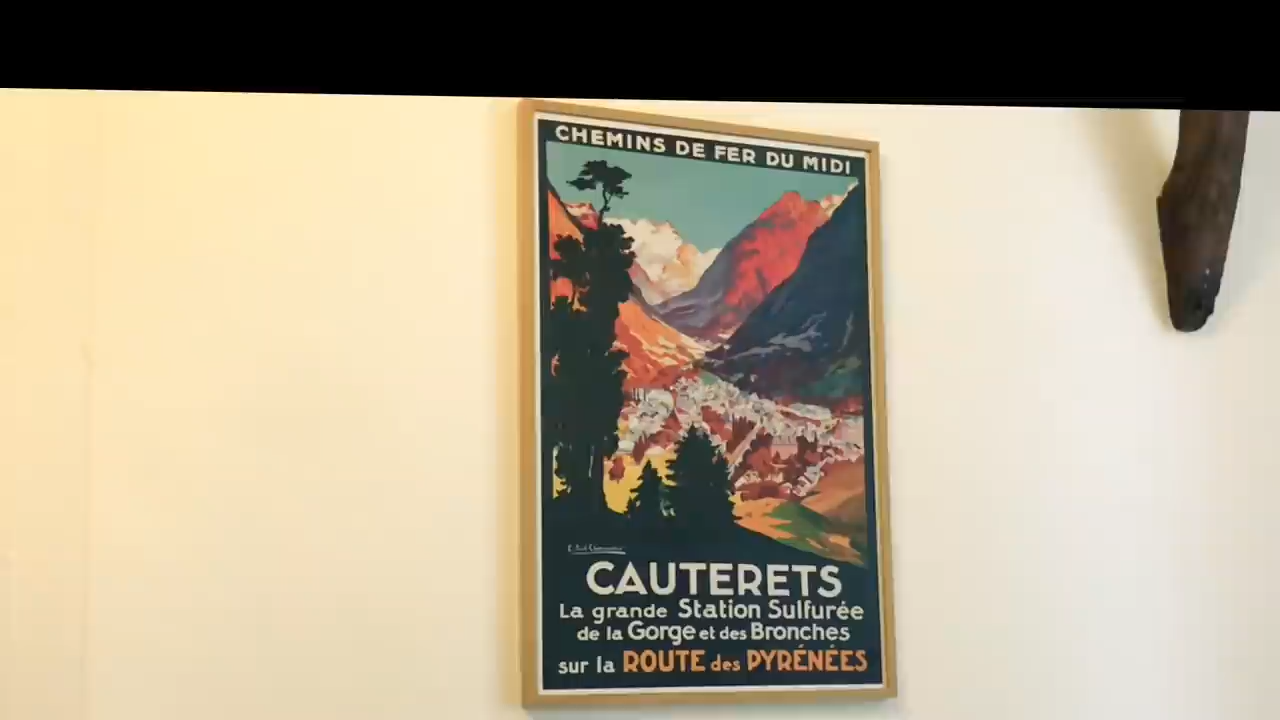 CHEMINS DE FER DU MIDI
CAUTERETS
La grande Station Sulfurée
de la Gorge et des Bronches
sur la ROUTE des PYRÉNÉES